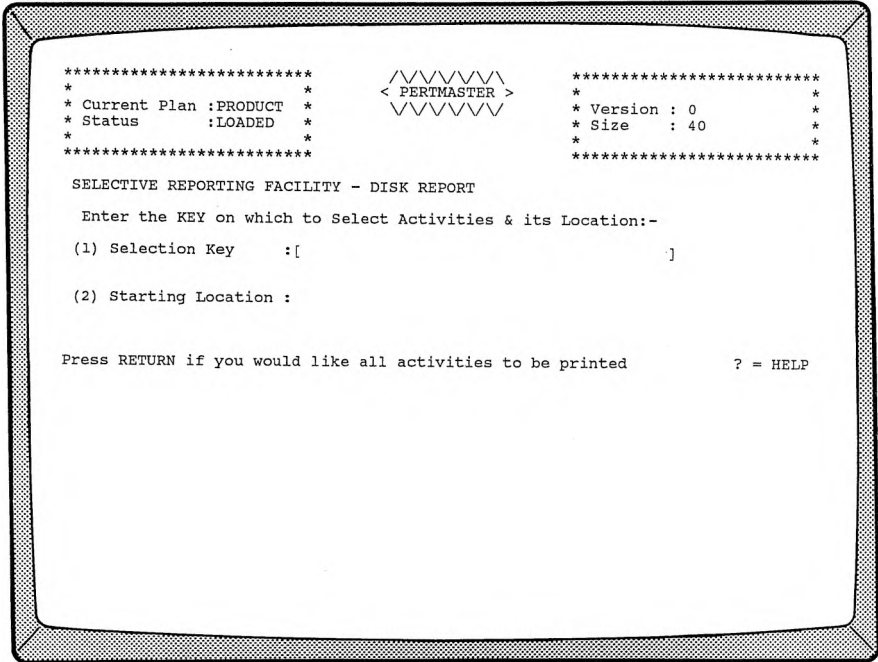 **************************     /\/\/\/\/\/\     **************************
*                        *    < PERTMASTER >    *                        *
* Current Plan :PRODUCT  *     \/\/\/\/\/\/     * Version : 0            *
* Status       :LOADED   *                      * Size    : 40           *
*                        *                      *                        *
**************************                      **************************
SELECTIVE REPORTING FACILITY - DISK REPORT
Enter the KEY on which to Select Activities & its Location:-
(1) Selection Key     :[                                        ]
(2) Starting Location :
Press RETURN if you would like all activities to be printed            ? = HELP